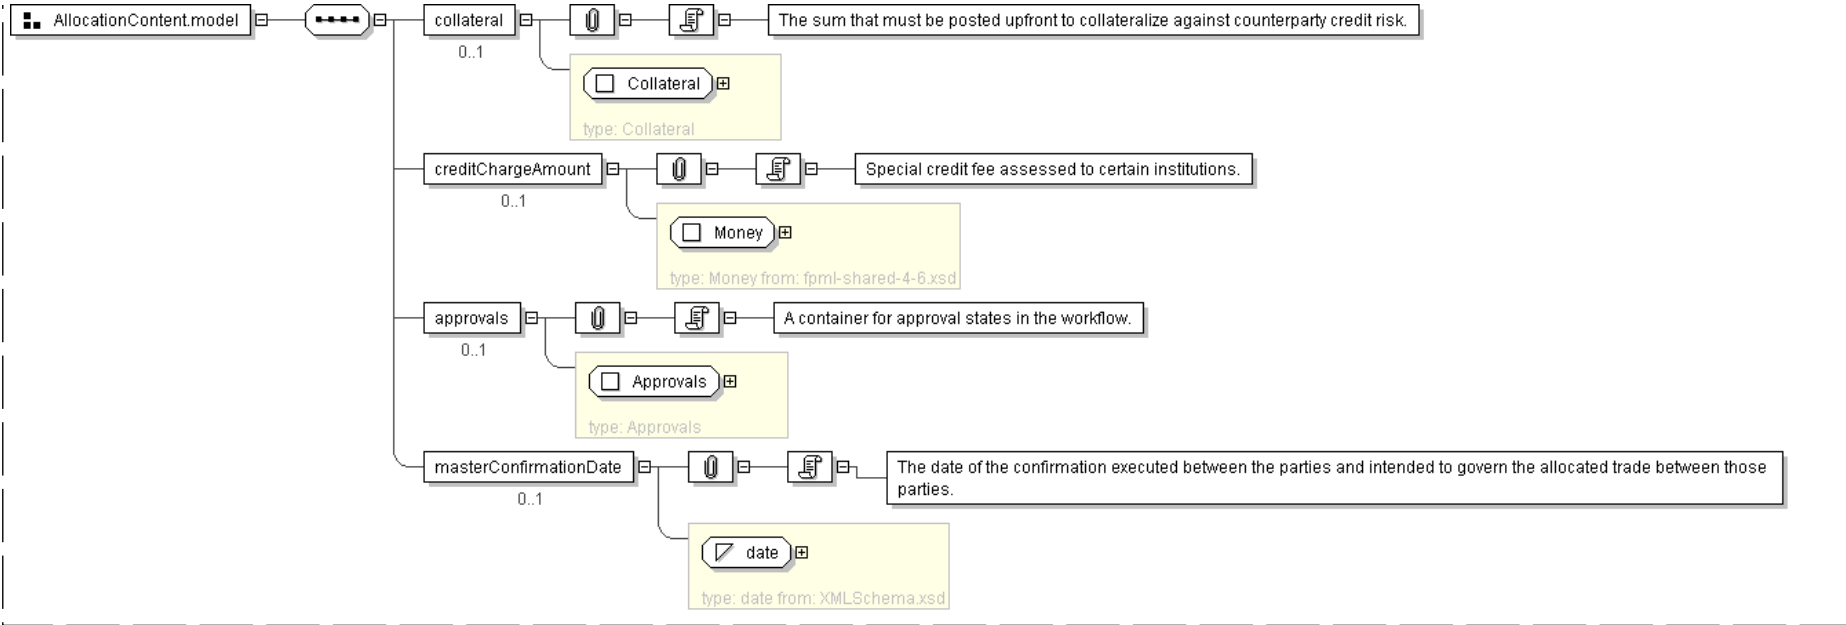 AllocationContent.model
collateral
The sum that must be posted upfront to collateralize against counterparty credit risk.
0..1
Collateral
type: Collateral
creditChargeAmount
Special credit fee assessed to certain institutions.
0..1
Money
type: Money from: fpml-shared-4-6.xsd
approvals
A container for approval states in the workflow.
0..1
Approvals
type: Approvals
masterConfirmationDate
The date of the confirmation executed between the parties and intended to govern the allocated trade between those
parties.
0..1
date
type: date from: XMLSchema.xsd